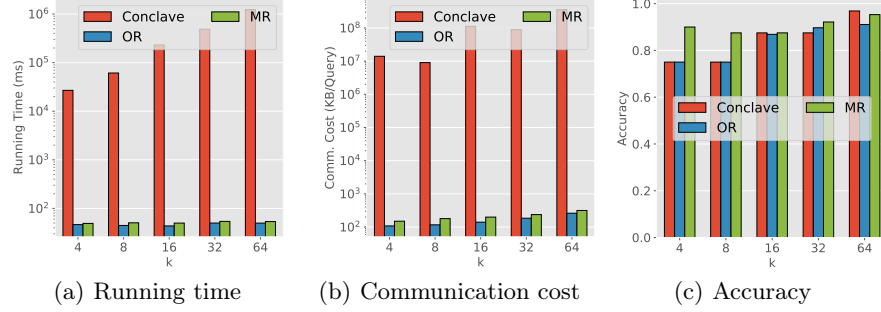 Running Time (ms)
10^6
10^5
10^4
10^3
10^2
Conclave
OR
MR
4 8 16 32 64
k
(a) Running time
Comm. Cost (KB/Query)
10^8
10^7
10^6
10^5
10^4
10^3
10^2
Conclave
OR
MR
4 8 16 32 64
k
(b) Communication cost
Accuracy
1.0
0.8
0.6
0.4
0.2
0.0
Conclave
OR
MR
4 8 16 32 64
k
(c) Accuracy